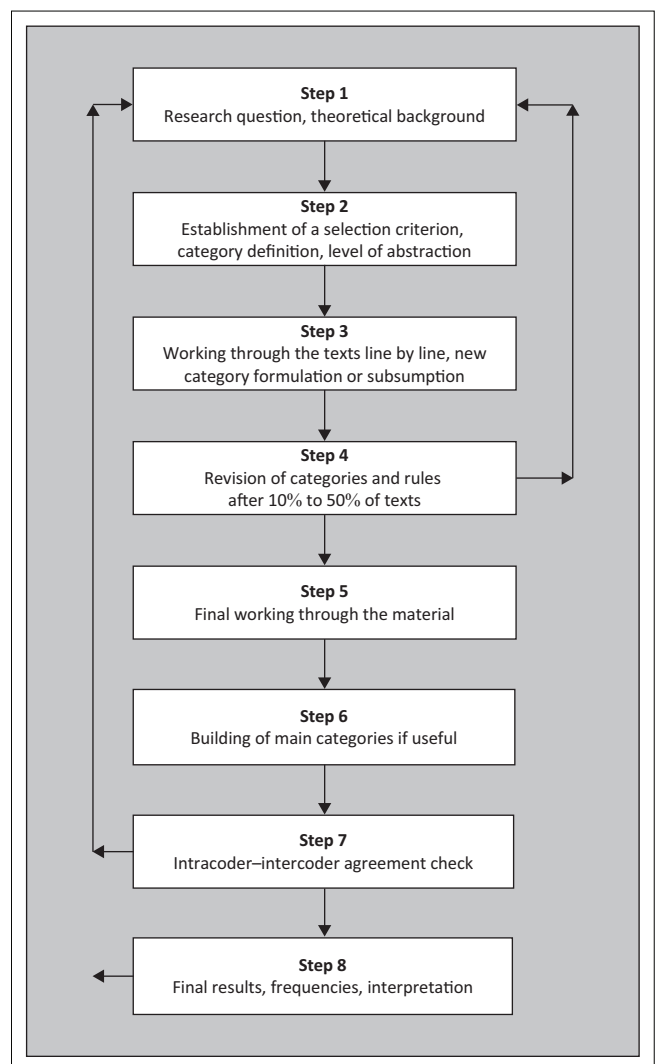 Step 1
Research question, theoretical background
Step 2
Establishment of a selection criterion,
category definition, level of abstraction
Step 3
Working through the texts line by line, new
category formulation or subsumption
Step 4
Revision of categories and rules
after 10% to 50% of texts
Step 5
Final working through the material
Step 6
Building of main categories if useful
Step 7
Intracoder–intercoder agreement check
Step 8
Final results, frequencies, interpretation